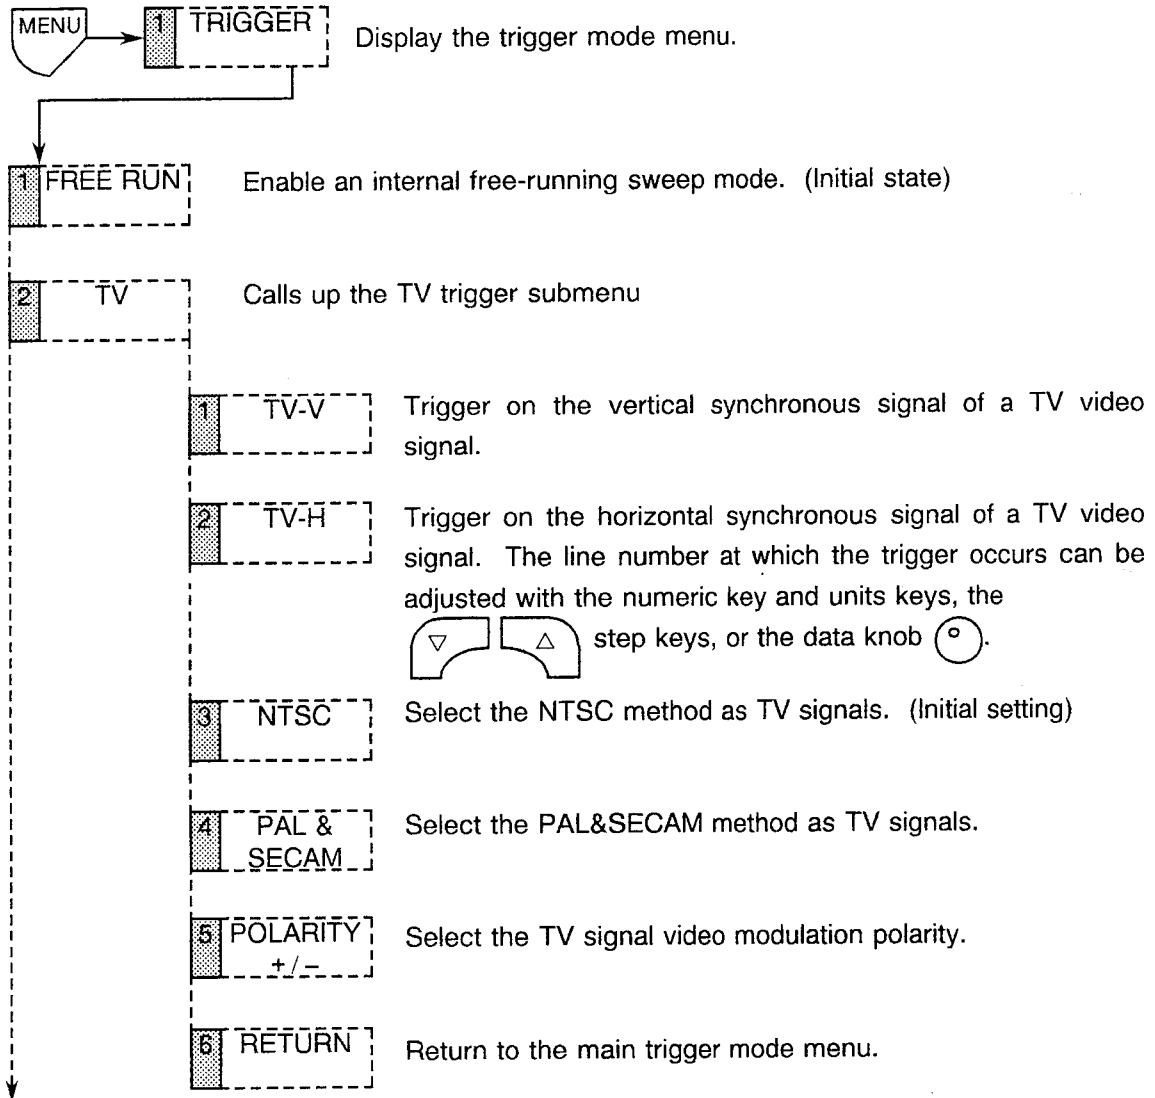 MENU
1 TRIGGER
Display the trigger mode menu.
1 FREE RUN
Enable an internal free-running sweep mode. (Initial state)
2 TV
Calls up the TV trigger submenu
1 TV-V
Trigger on the vertical synchronous signal of a TV video
signal.
2 TV-H
Trigger on the horizontal synchronous signal of a TV video
signal. The line number at which the trigger occurs can be
adjusted with the numeric key and units keys, the
▽ △ step keys, or the data knob.
3 NTSC
Select the NTSC method as TV signals. (Initial setting)
4 PAL &
SECAM
Select the PAL&SECAM method as TV signals.
5 POLARITY
+/−
Select the TV signal video modulation polarity.
6 RETURN
Return to the main trigger mode menu.